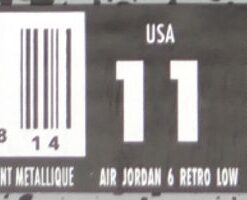 USA
11
8 14
NT METALLIQUE AIR JORDAN 6 RETRO LOW